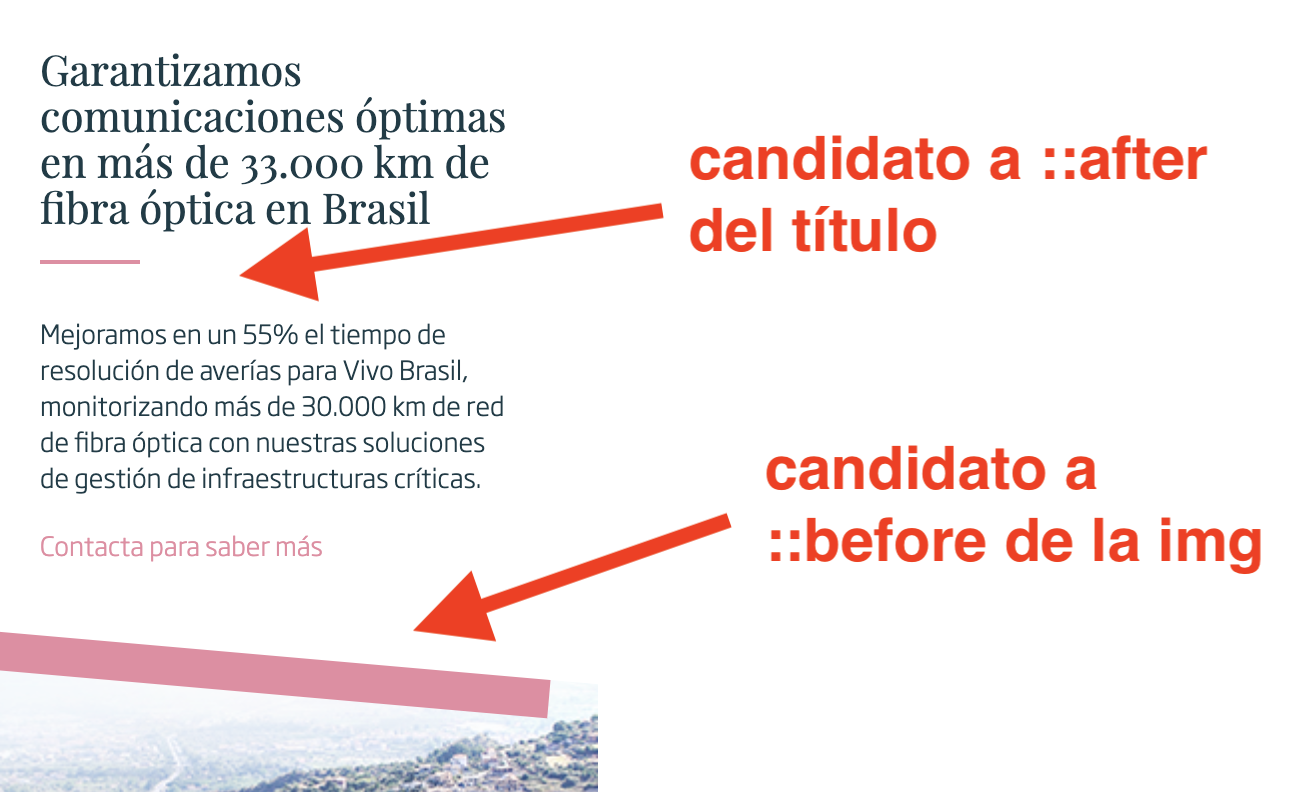 Garantizamos
comunicaciones óptimas
en más de 33.000 km de
fibra óptica en Brasil
candidato a ::after
del título
Mejoramos en un 55% el tiempo de
resolución de averías para Vivo Brasil,
monitorizando más de 30.000 km de red
de fibra óptica con nuestras soluciones
de gestión de infraestructuras críticas.
Contacta para saber más
candidato a
::before de la img